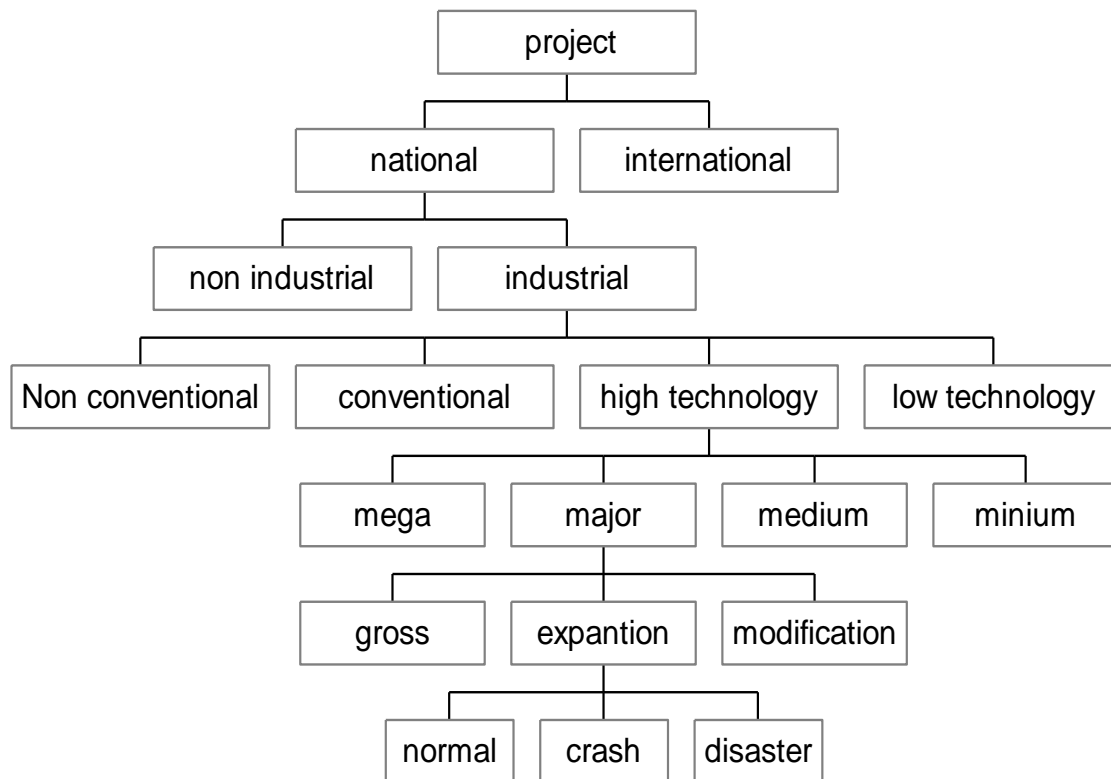 project
national
international
non industrial
industrial
Non conventional
conventional
high technology
low technology
mega
major
medium
minium
gross
expantion
modification
normal
crash
disaster